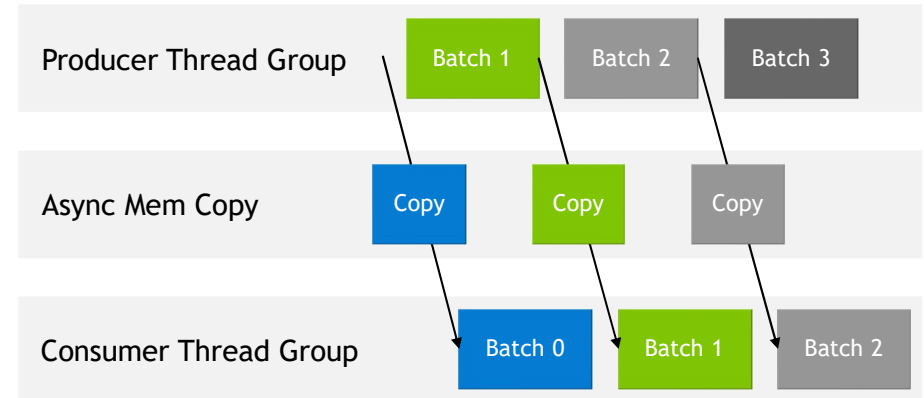 Producer Thread Group
Batch 1
Batch 2
Batch 3
Async Mem Copy
Copy
Copy
Copy
Consumer Thread Group
Batch 0
Batch 1
Batch 2